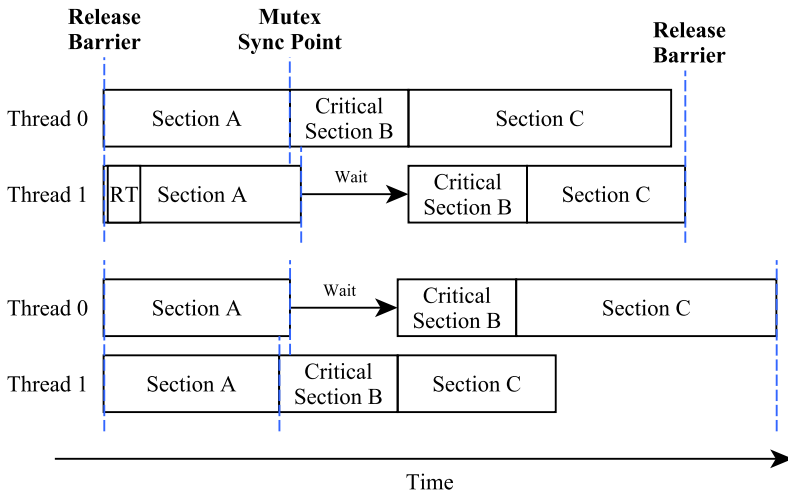 Release
Barrier
Mutex
Sync Point
Release
Barrier
Thread 0
Section A
Critical
Section B
Section C
Thread 1
RT
Section A
Wait
Critical
Section B
Section C
Thread 0
Section A
Wait
Critical
Section B
Section C
Thread 1
Section A
Critical
Section B
Section C
Time